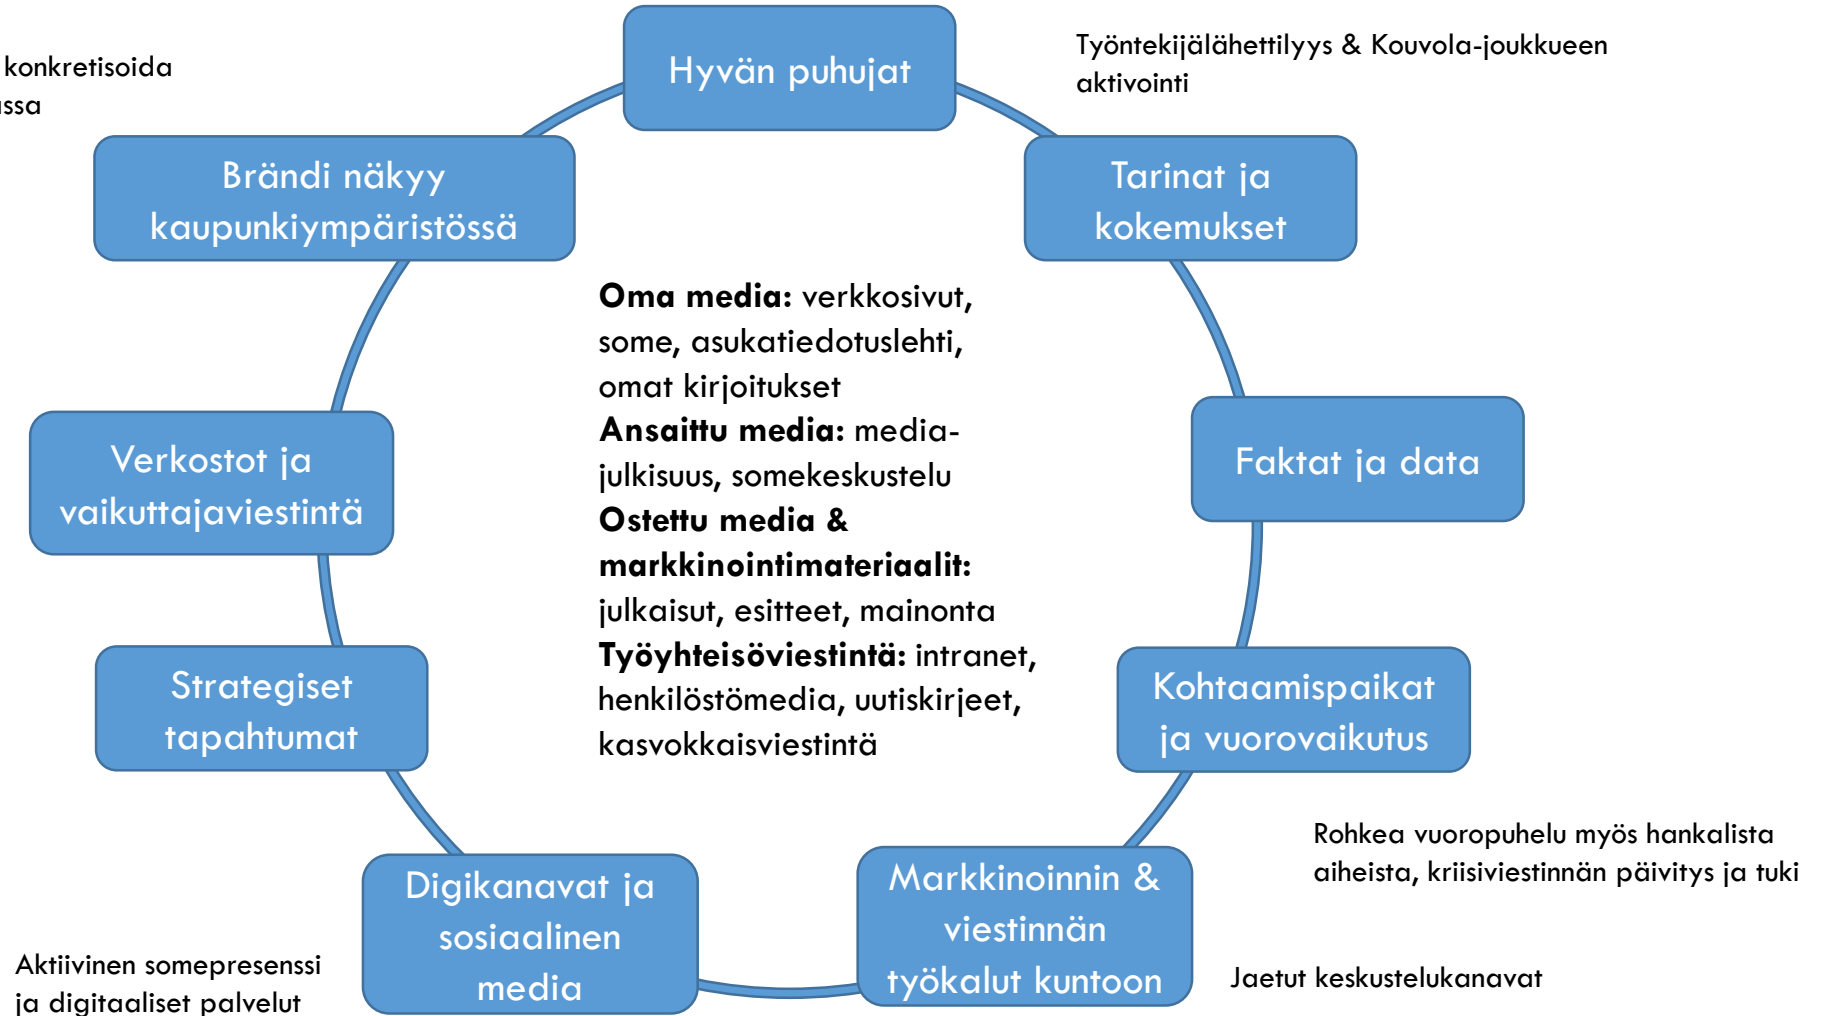 Hyvän puhujat
Työntekijälähettilyys & Kouvola-joukkueen
aktivointi
konkretisoida
Brändi näkyy
kaupunkiympäristössä
Tarinat ja
kokemukset
Oma media: verkkosivut,
some, asukatiedotuslehti,
omat kirjoitukset
Ansaittu media: media-
julkisuus, somekeskustelu
Ostettu media &
markkinointimateriaalit:
julkaisut, esitteet, mainonta
Työyhteisöviestintä: intranet,
henkilöstömedia, uutiskirjeet,
kasvokkaisviestintä
Faktat ja data
Verkostot ja
vaikuttajaviestintä
Strategiset
tapahtumat
Kohtaamispaikat
ja vuorovaikutus
Rohkea vuoropuhelu myös hankalista
aiheista, kriisiviestinnän päivitys ja tuki
Digikanavat ja
sosiaalinen
media
Markkinoinnin &
viestinnän
työkalut kuntoon
Jaetut keskustelukanavat
Aktiivinen somepresenssi
ja digitaaliset palvelut